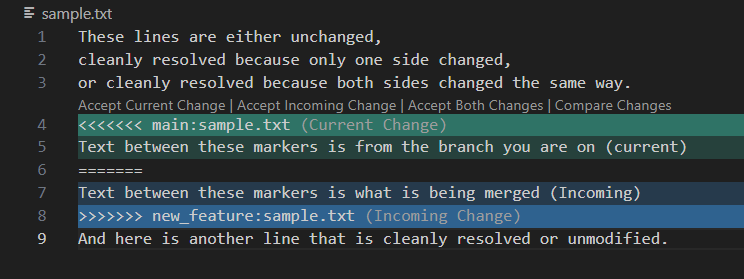 sample.txt
1 These lines are either unchanged,
2 cleanly resolved because only one side changed,
3 or cleanly resolved because both sides changed the same way.
Accept Current Change | Accept Incoming Change | Accept Both Changes | Compare Changes
4 <<<<<<< main:sample.txt (Current Change)
5 Text between these markers is from the branch you are on (current)
6 =======
7 Text between these markers is what is being merged (Incoming)
8 >>>>>>> new_feature:sample.txt (Incoming Change)
9 And here is another line that is cleanly resolved or unmodified.